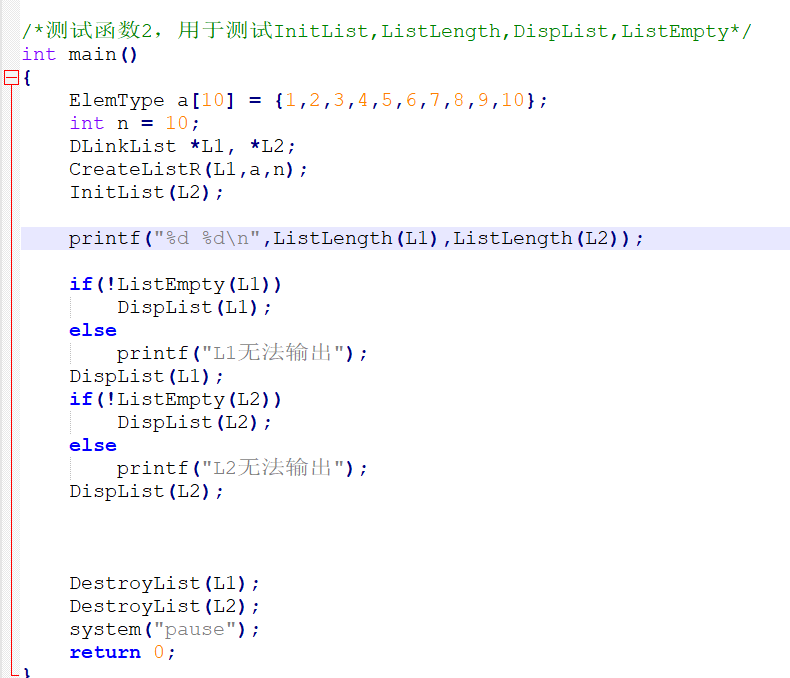 /*测试函数2，用于测试InitList,ListLength,DispList,ListEmpty*/
int main()
{
    ElemType a[10] = {1,2,3,4,5,6,7,8,9,10};
    int n = 10;
    DLinkList *L1, *L2;
    CreateListR(L1,a,n);
    InitList(L2);
    printf("%d %d\n",ListLength(L1),ListLength(L2));
    if(!ListEmpty(L1))
        DispList(L1);
    else
        printf("L1无法输出");
    DispList(L1);
    if(!ListEmpty(L2))
        DispList(L2);
    else
        printf("L2无法输出");
    DispList(L2);
    DestroyList(L1);
    DestroyList(L2);
    system("pause");
    return 0;
}